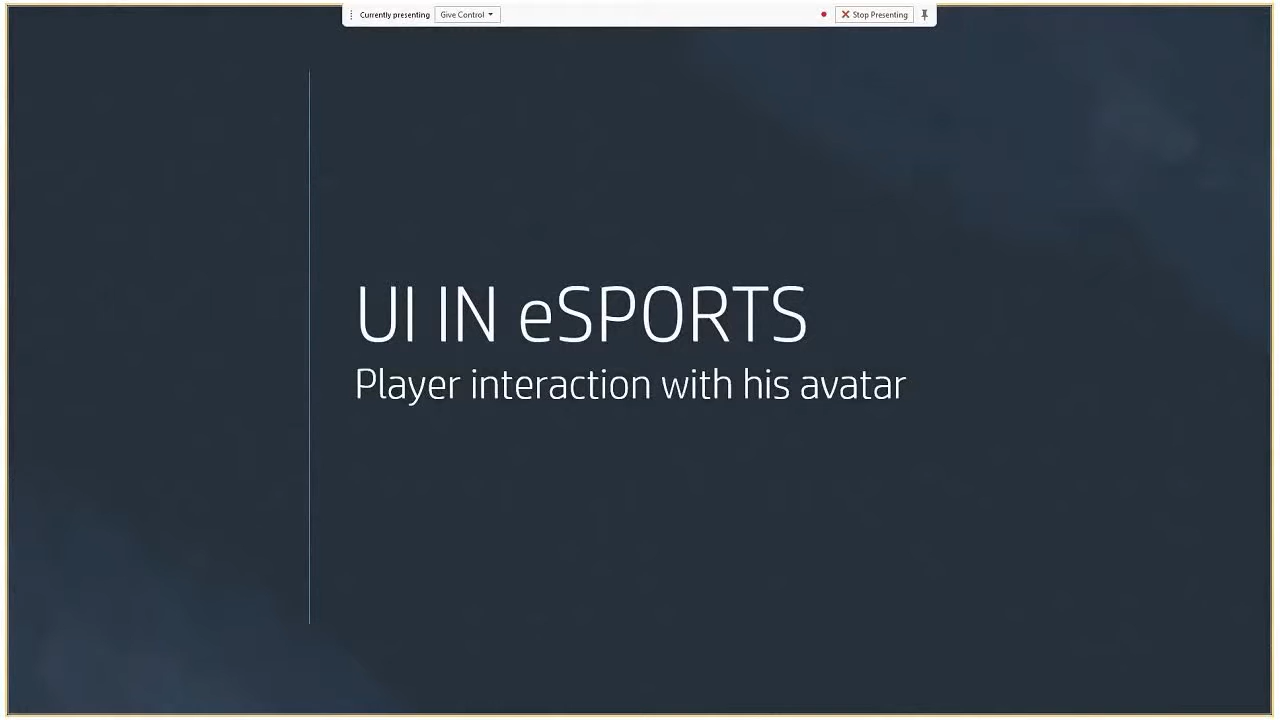 Currently presenting Give Control Stop Presenting
UI IN eSPORTS
Player interaction with his avatar